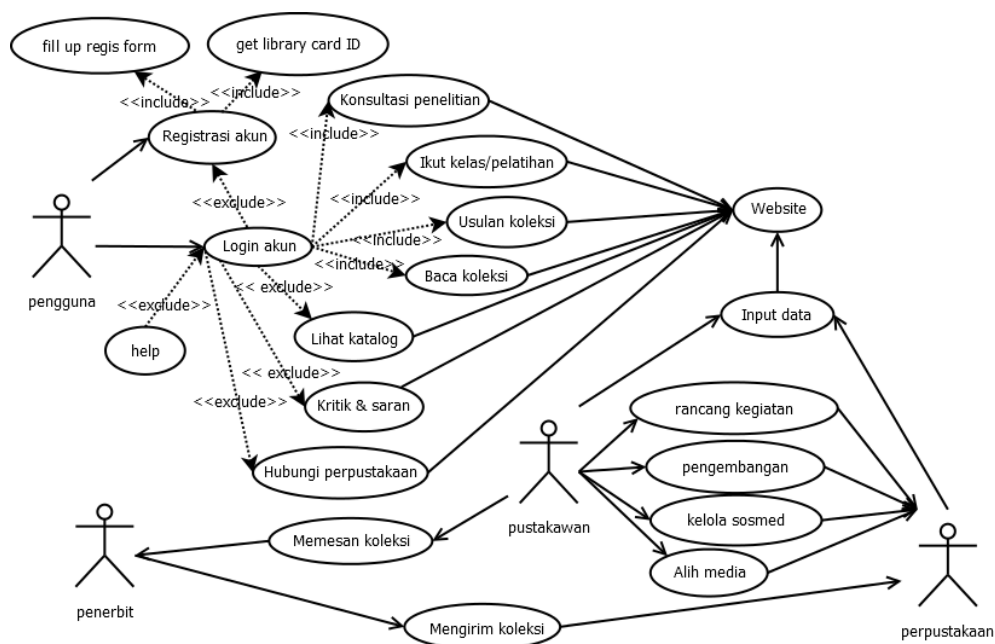 fill up regis form
get library card ID
<<include>>
<<include>>
Konsultasi penelitian
<<include>>
Registrasi akun
Ikut kelas/pelatihan
<<include>>
<<exclude>>
Website
Usulan koleksi
<<include>>
Login akun
<<include>>
Baca koleksi
pengguna
<<exclude>>
<< exclude>>
Input data
help
Lihat katalog
<< exclude>>
<<exclude>>
Kritik & saran
rancang kegiatan
Hubungi perpustakaan
pengembangan
pustakawan
kelola sosmed
Memesan koleksi
Alih media
penerbit
Mengirim koleksi
perpustakaan